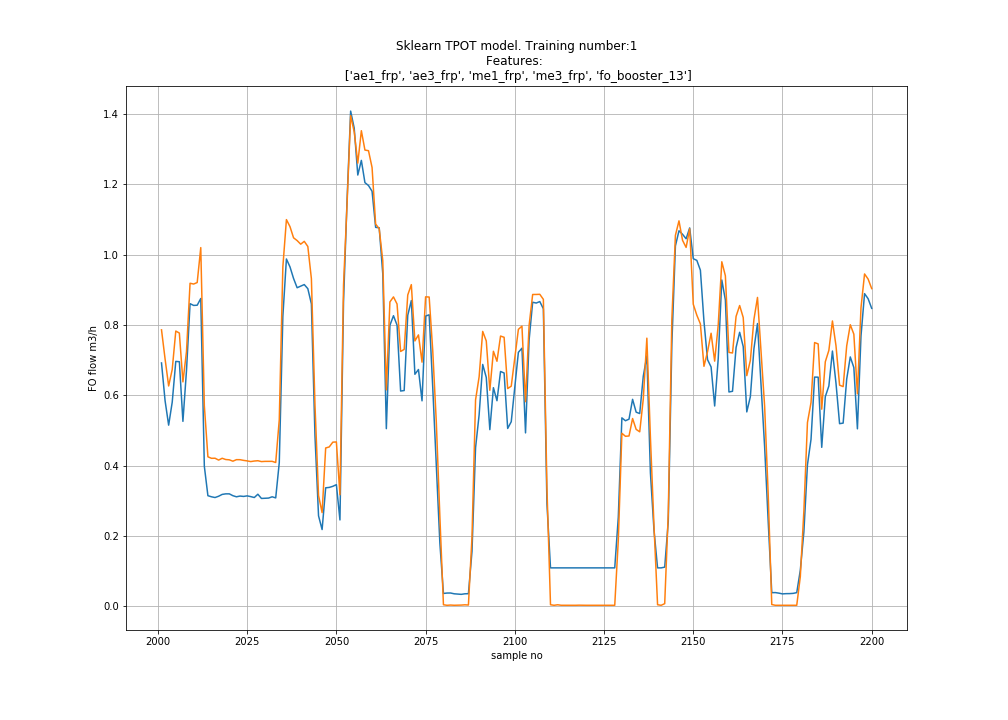 Sklearn TPOT model. Training number:1
Features:
['ae1_frp', 'ae3_frp', 'me1_frp', 'me3_frp', 'fo_booster_13']
FO flow m3/h
1.4
1.2
1.0
0.8
0.6
0.4
0.2
0.0
2000 2025 2050 2075 2100 2125 2150 2175 2200
sample no